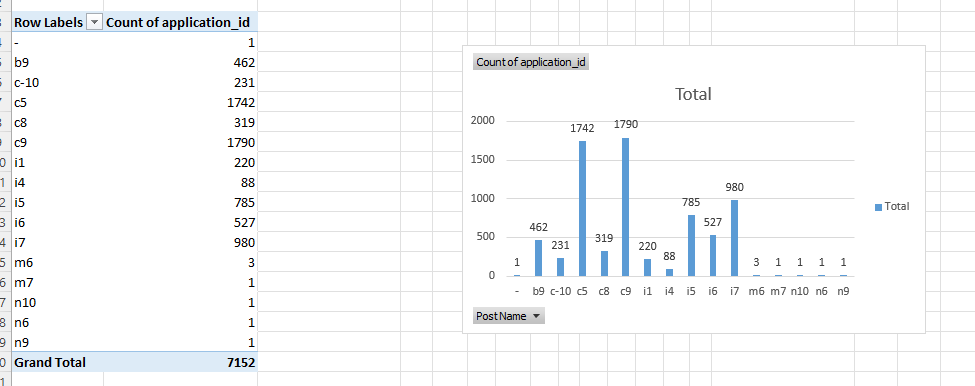 Row Labels Count of application_id
- 1
b9 462
c-10 231
c5 1742
c8 319
c9 1790
i1 220
i4 88
i5 785
i6 527
i7 980
m6 3
m7 1
n10 1
n6 1
n9 1
Grand Total 7152
Count of application_id
Total
2000
1500
1000
500
0
1 462 231 1742 319 1790 220 88 785 527 980 3 1 1 1 1
- b9 c-10 c5 c8 c9 i1 i4 i5 i6 i7 m6 m7 n10 n6 n9
Total
PostName